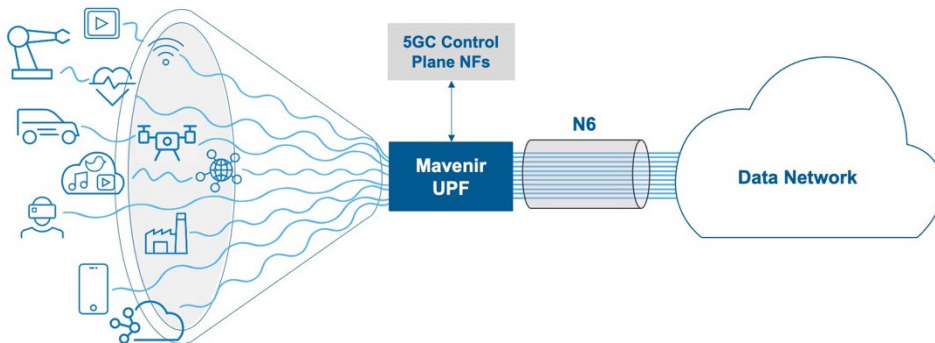 5GC Control
Plane NFs
N6
Mavenir
UPF
Data Network